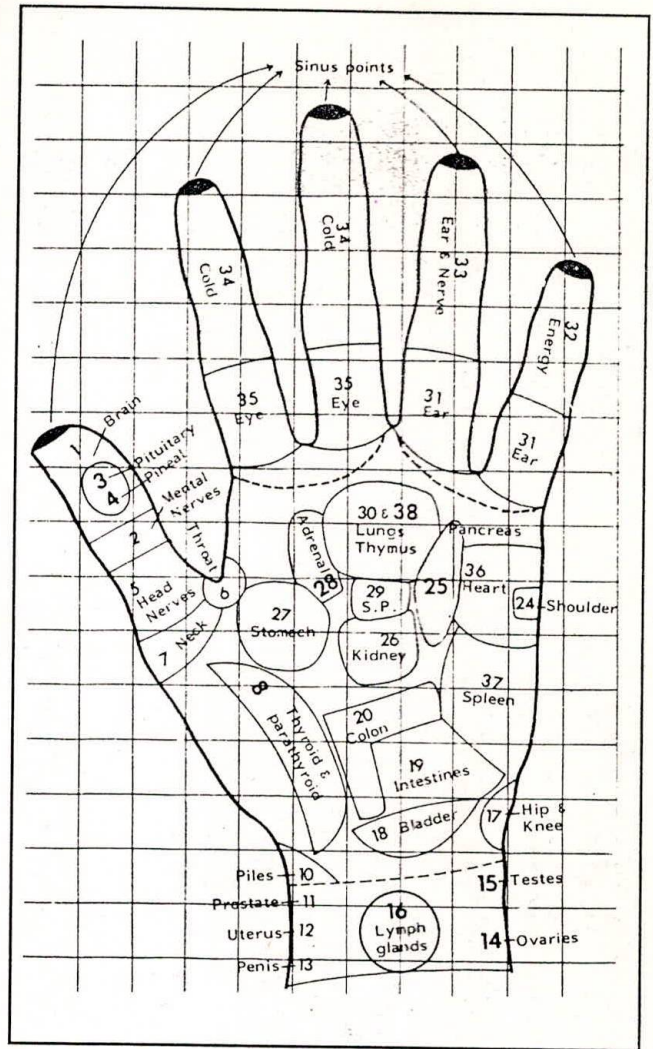 Sinus points
34
Cold
34
Cold
33
Ear & Nerve
32
Energy
35
Eye
35
Eye
31
Ear
31
Ear
1
Brain
3
Pituitary
4
Pineal
2
Mental
Nerves
Throat
6
5
Head
Nerves
7
Neck
Adrenal
28
30 & 38
Lungs
Thymus
Pancreas
25
36
Heart
24
Shoulder
29
S.P.
27
Stomech
26
Kidney
37
Spleen
8
Thyroid &
parathyroid
20
Colon
19
Intestines
18 Bladder
17
Hip &
Knee
Piles 10
Prostate 11
Uterus 12
Penis 13
16
Lymph
glands
15 Testes
14 Ovaries